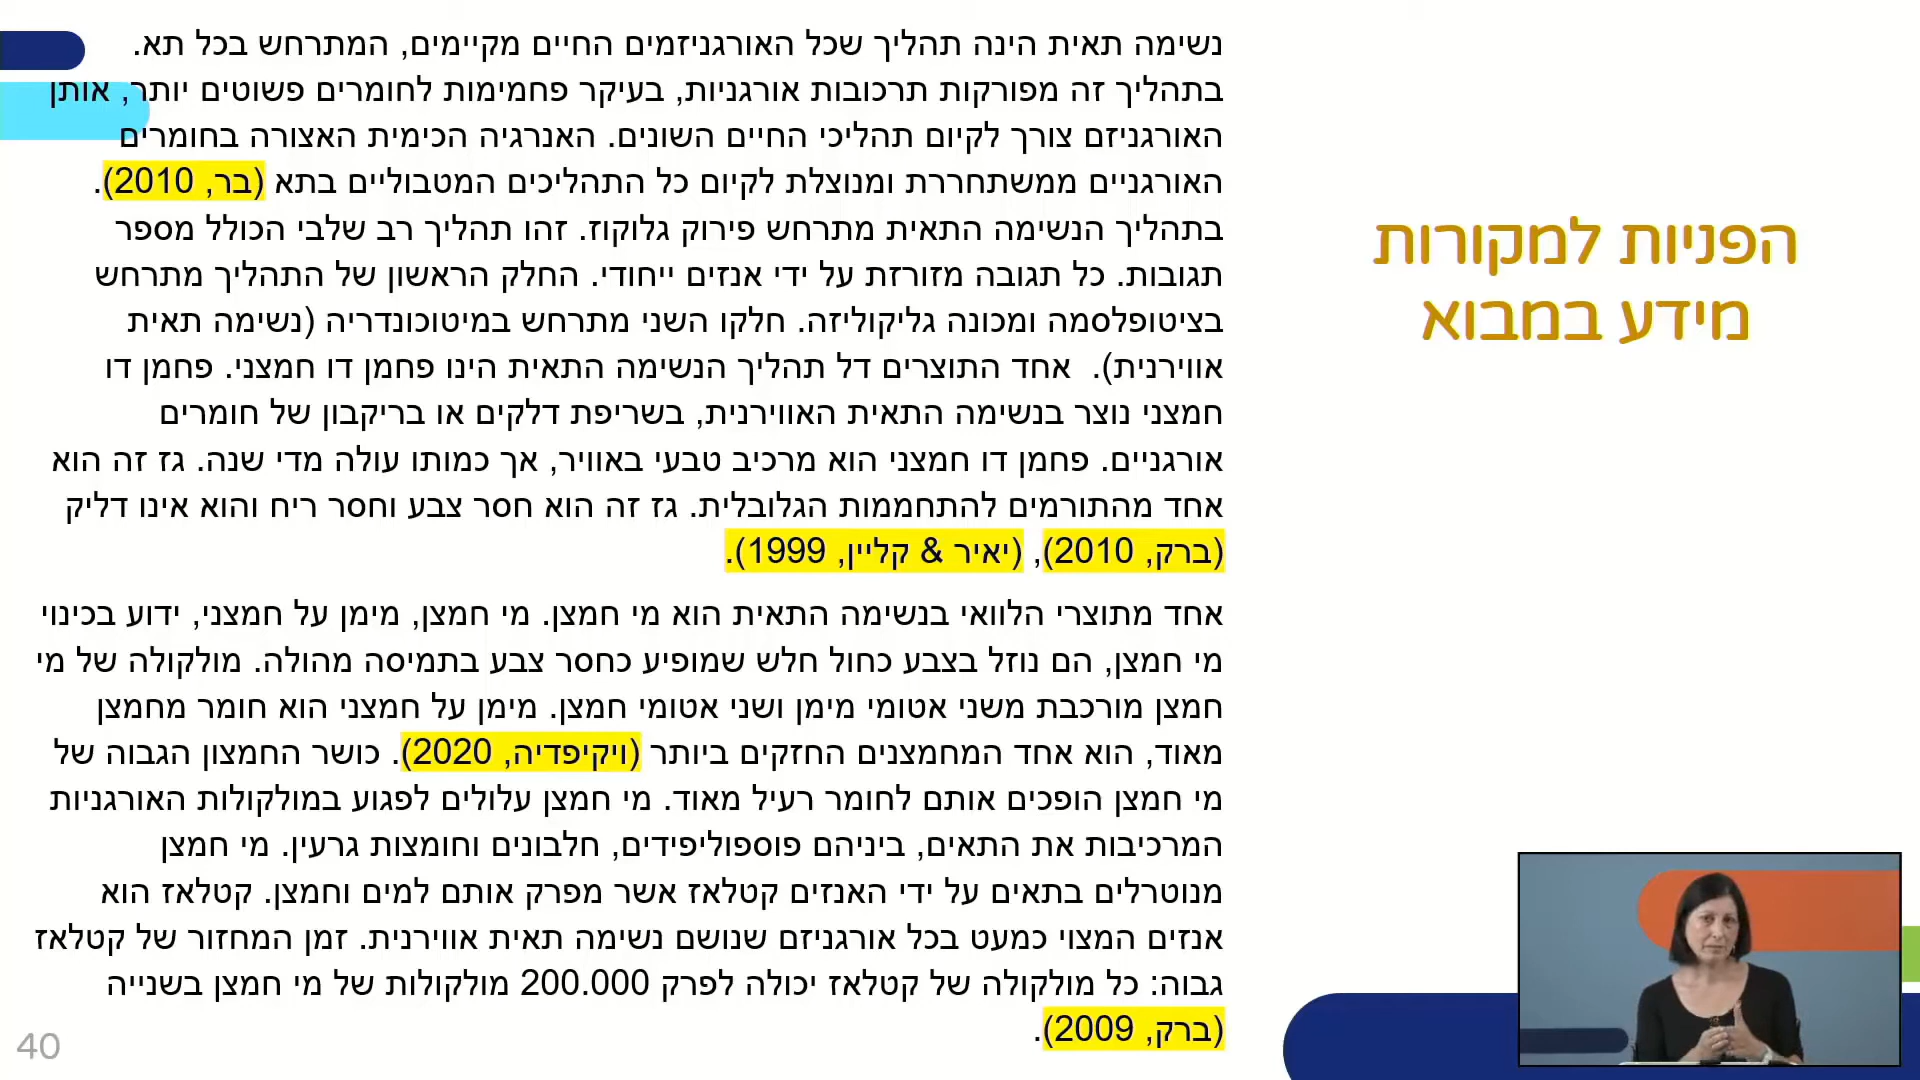 הפניות למקורות
מידע במבוא
נשימה תאית הינה תהליך שכל האורגניזמים החיים מקיימים, המתרחש בכל תא.
בתהליך זה מפורקות תרכובות אורגניות, בעיקר פחמימות לחומרים פשוטים יותר, אותן
האורגניזם צורך לקיום תהליכי החיים השונים. האנרגיה הכימית האצורה בחומרים
האורגניים ממשתחררת ומנוצלת לקיום כל התהליכים המטבוליים בתא (בר, 2010).
בתהליך הנשימה התאית מתרחש פירוק גלוקוז. זהו תהליך רב שלבי הכולל מספר
תגובות. כל תגובה מזורזת על ידי אנזים ייחודי. החלק הראשון של התהליך מתרחש
בציטופלסמה ומכונה גליקוליזה. חלקו השני מתרחש במיטוכונדריה (נשימה תאית
אווירנית). אחד התוצרים דל תהליך הנשימה התאית הינו פחמן דו חמצני. פחמן דו
חמצני נוצר בנשימה התאית האווירנית, בשריפת דלקים או בריקבון של חומרים
אורגניים. פחמן דו חמצני הוא מרכיב טבעי באוויר, אך כמותו עולה מדי שנה. גז זה הוא
אחד מהתורמים להתחממות הגלובלית. גז זה הוא חסר צבע וחסר ריח והוא אינו דליק
(ברק, 2010), (יאיר & קליין, 1999).
אחד מתוצרי הלוואי בנשימה התאית הוא מי חמצן. מי חמצן, מימן על חמצני, ידוע בכינוי
מי חמצן, הם נוזל בצבע כחול חלש שמופיע כחסר צבע בתמיסה מהולה. מולקולה של מי
חמצן מורכבת משני אטומי מימן ושני אטומי חמצן. מימן על חמצני הוא חומר מחמצן
מאוד, הוא אחד המחמצנים החזקים ביותר (ויקיפדיה, 2020). כושר החמצון הגבוה של
מי חמצן הופכים אותם לחומר רעיל מאוד. מי חמצן עלולים לפגוע במולקולות האורגניות
המרכיבות את התאים, ביניהם פוספוליפידים, חלבונים וחומצות גרעין. מי חמצן
מנוטרלים בתאים על ידי האנזים קטלאז אשר מפרק אותם למים וחמצן. קטלאז הוא
אנזים המצוי כמעט בכל אורגניזם שנושם נשימה תאית אווירנית. זמן המחזור של קטלאז
גבוה: כל מולקולה של קטלאז יכולה לפרק 200.000 מולקולות של מי חמצן בשנייה
(ברק, 2009).
40